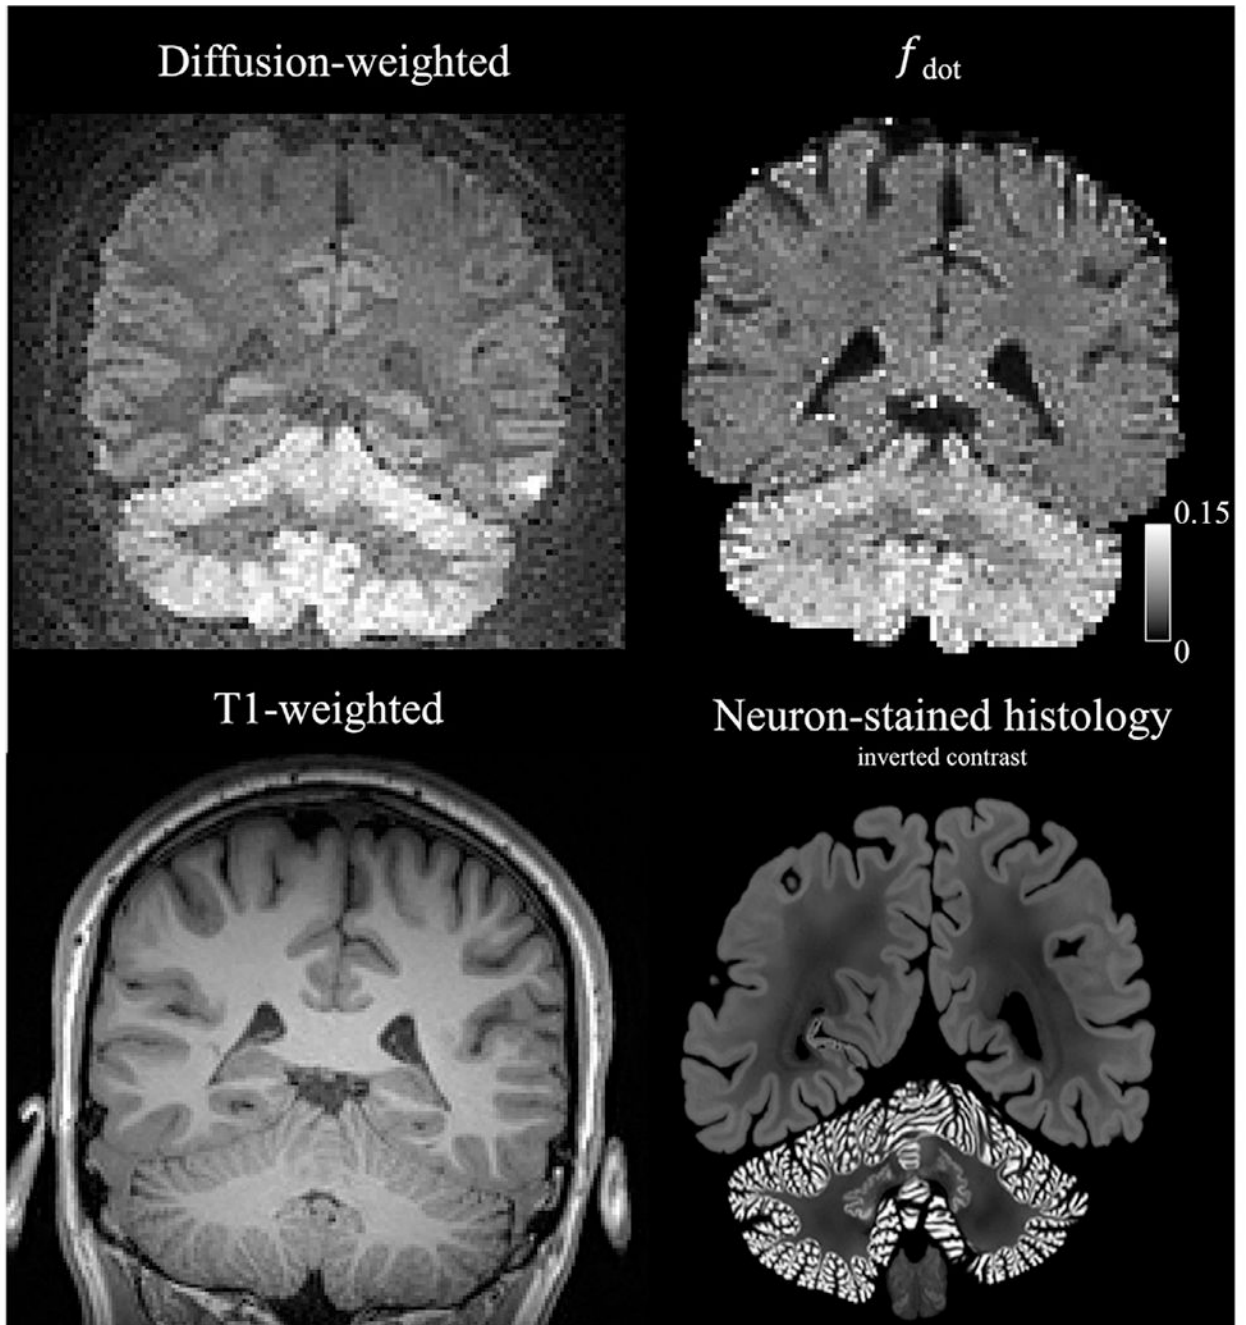 Diffusion-weighted
f dot
0.15
0
T1-weighted
Neuron-stained histology
inverted contrast